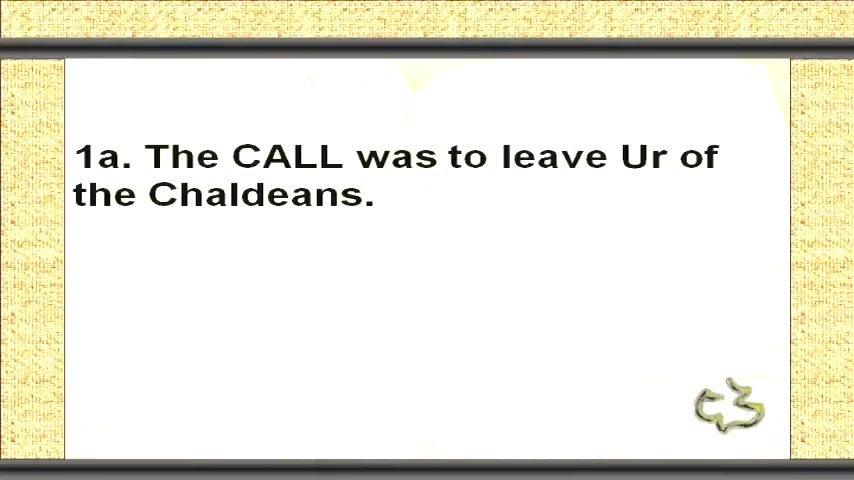 1a. The CALL was to leave Ur of
the Chaldeans.